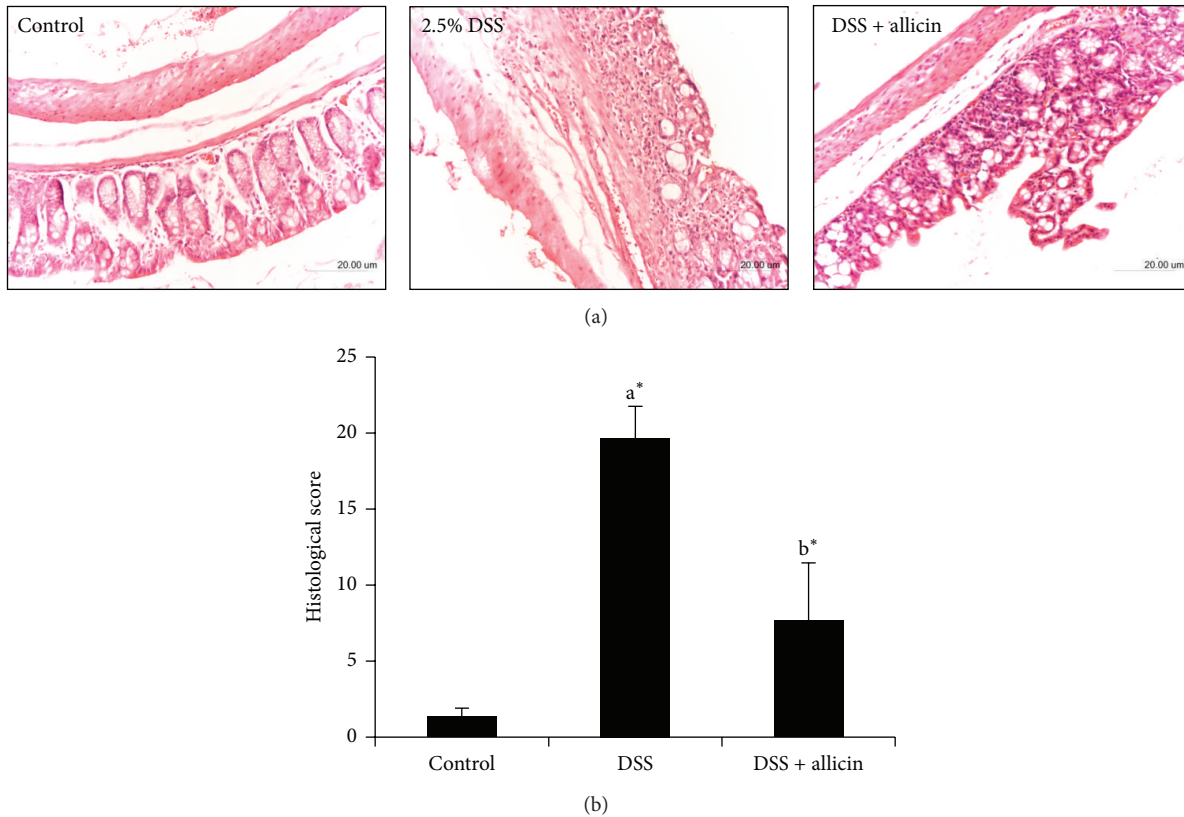 Control
2.5% DSS
DSS + allicin
20.00 um
20.00 um
20.00 um
(a)
25
20
15
10
5
0
Histological score
a*
b*
Control
DSS
DSS + allicin
(b)